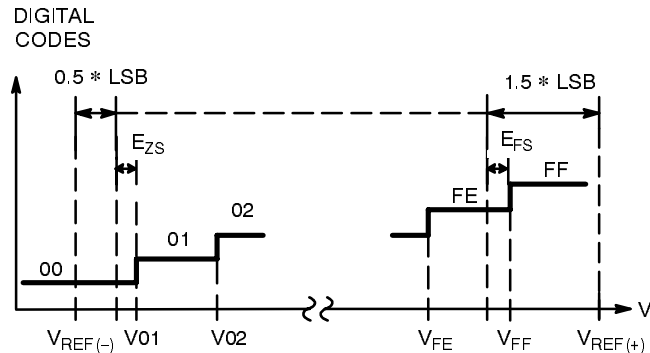 DIGITAL
CODES
0.5 * LSB
1.5 * LSB
EZS
EFS
FF
FE
02
01
00
V
VREF(–) V01 V02 VFE VFF VREF(+)